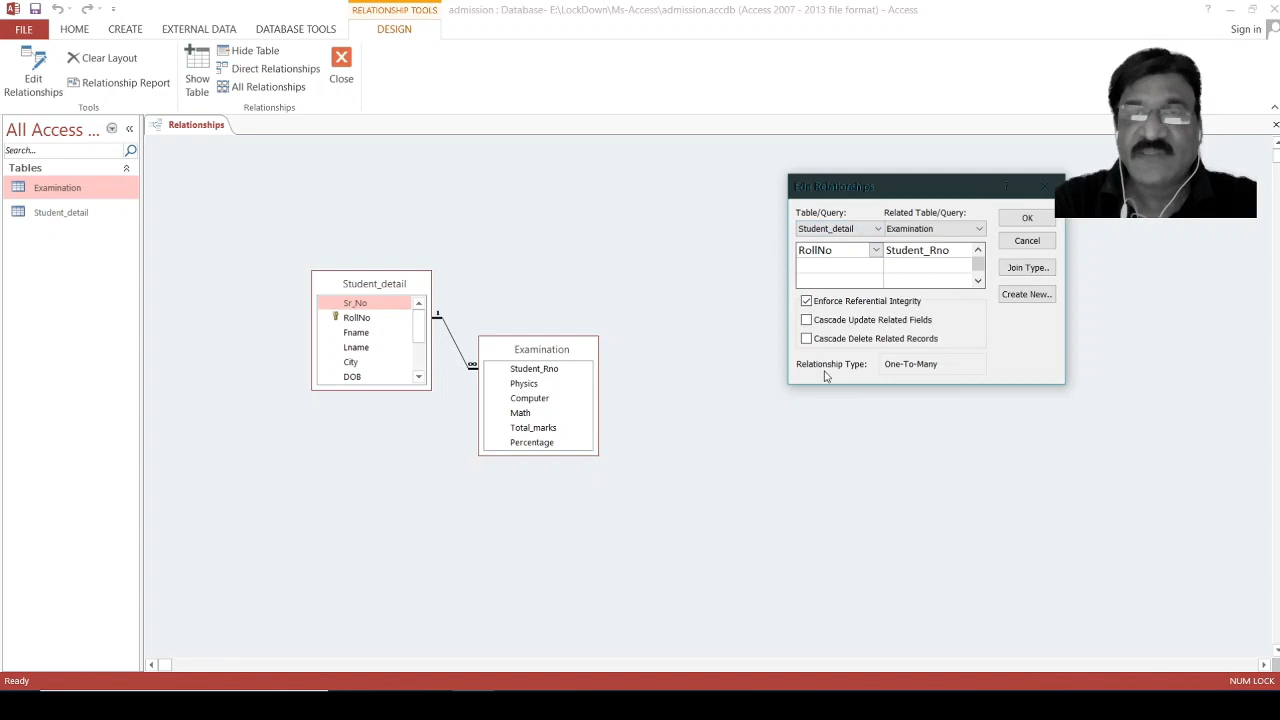 RELATIONSHIP TOOLS
admission : Database- E:\LockDown\Ms-Access\admission.accdb (Access 2007 - 2013 file format) - Access
?
FILE
HOME
CREATE
EXTERNAL DATA
DATABASE TOOLS
DESIGN
Sign in
Edit
Relationships
Clear Layout
Relationship Report
Tools
Show
Table
Hide Table
Direct Relationships
All Relationships
Relationships
Close
All Access ...
Search...
Tables
Examination
Student_detail
Relationships
Student_detail
Sr_No
RollNo
Fname
Lname
City
DOB
1
∞
Examination
Student_Rno
Physics
Computer
Math
Total_marks
Percentage
Edit Relationships
?
Table/Query:
Related Table/Query:
Student_detail
Examination
RollNo
Student_Rno
Enforce Referential Integrity
Cascade Update Related Fields
Cascade Delete Related Records
Relationship Type:
One-To-Many
OK
Cancel
Join Type..
Create New..
Ready
NUM LOCK